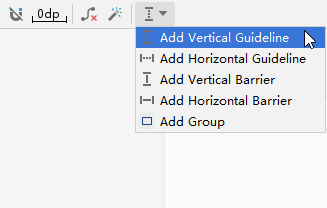 0dp
Add Vertical Guideline
Add Horizontal Guideline
Add Vertical Barrier
Add Horizontal Barrier
Add Group